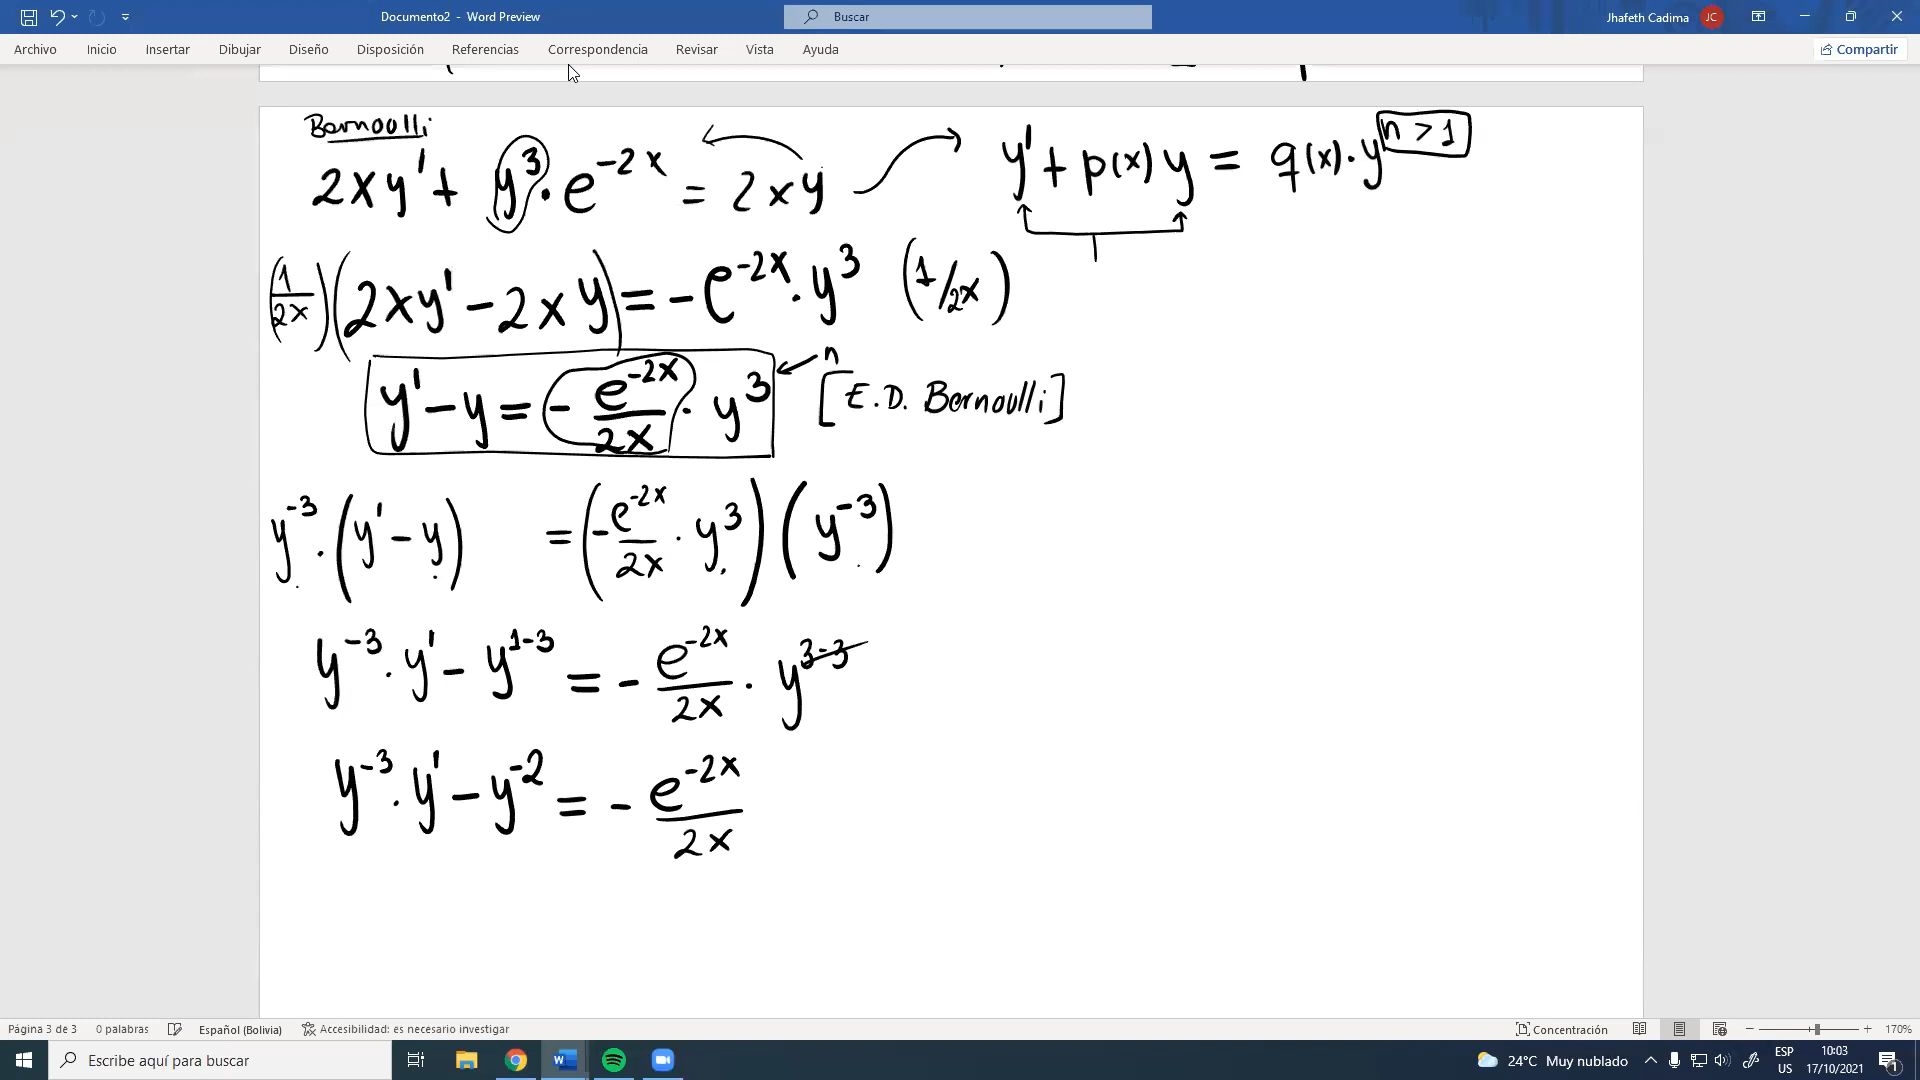 Documento2 - Word Preview
Buscar
Jhafeth Cadima
JC
Archivo Inicio Insertar Dibujar Diseño Disposición Referencias Correspondencia Revisar Vista Ayuda
Compartir
Bernoulli
2xy' + y³ · e^(-2x) = 2xy
y' + p(x) y = q(x) · y^(n > 1)
(1/2x) (2xy' - 2xy) = -e^(-2x) · y³ (1/2x)
y' - y = - e^(-2x)/2x · y³
n
[E.D. Bernoulli]
y^(-3) · (y' - y) = (- e^(-2x)/2x · y³) (y^(-3))
y^(-3) · y' - y^(1-3) = - e^(-2x)/2x · y^(3-3)
y^(-3) · y' - y^(-2) = - e^(-2x)/2x
Página 3 de 3 0 palabras Español (Bolivia) Accesibilidad: es necesario investigar
Concentración
170%
Escribe aquí para buscar
24°C Muy nublado
ESP
US
10:03
17/10/2021
1